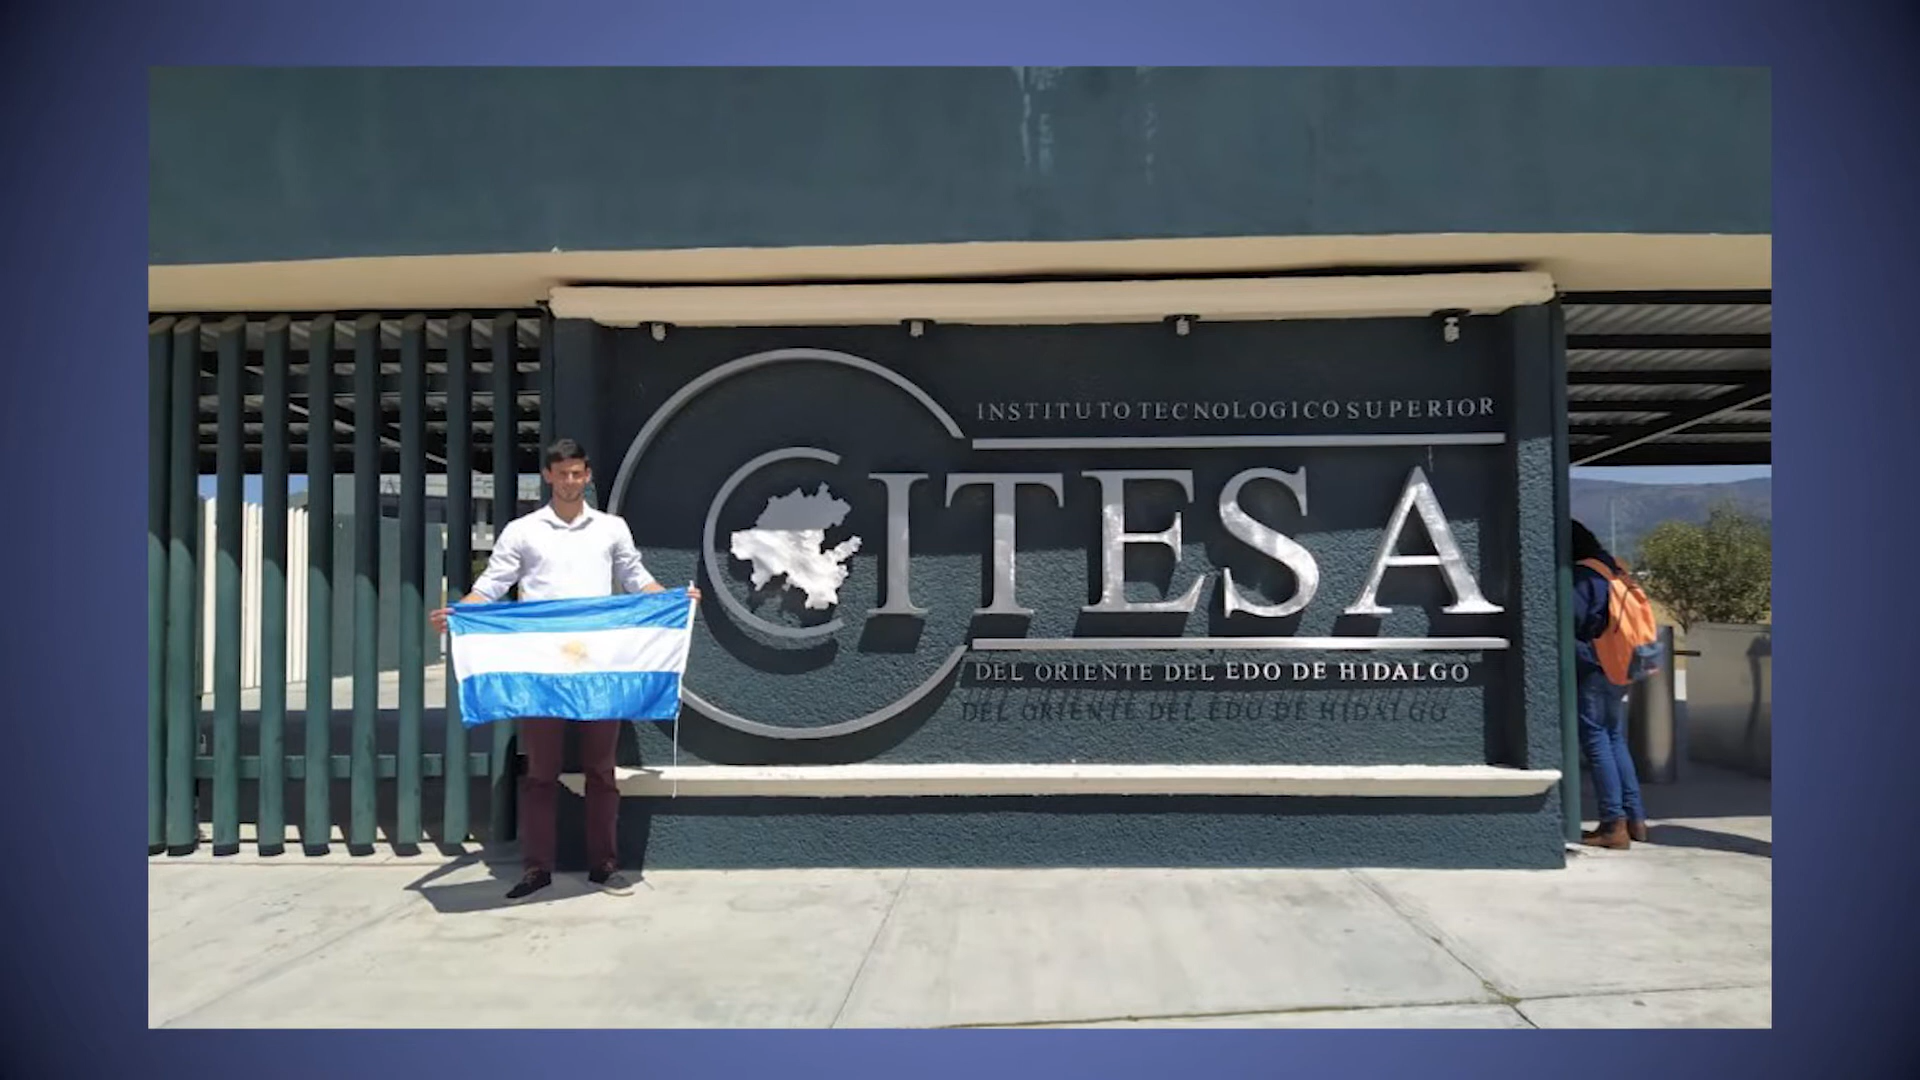 INSTITUTO TECNOLOGICO SUPERIOR
ITESA
DEL ORIENTE DEL EDO DE HIDALGO